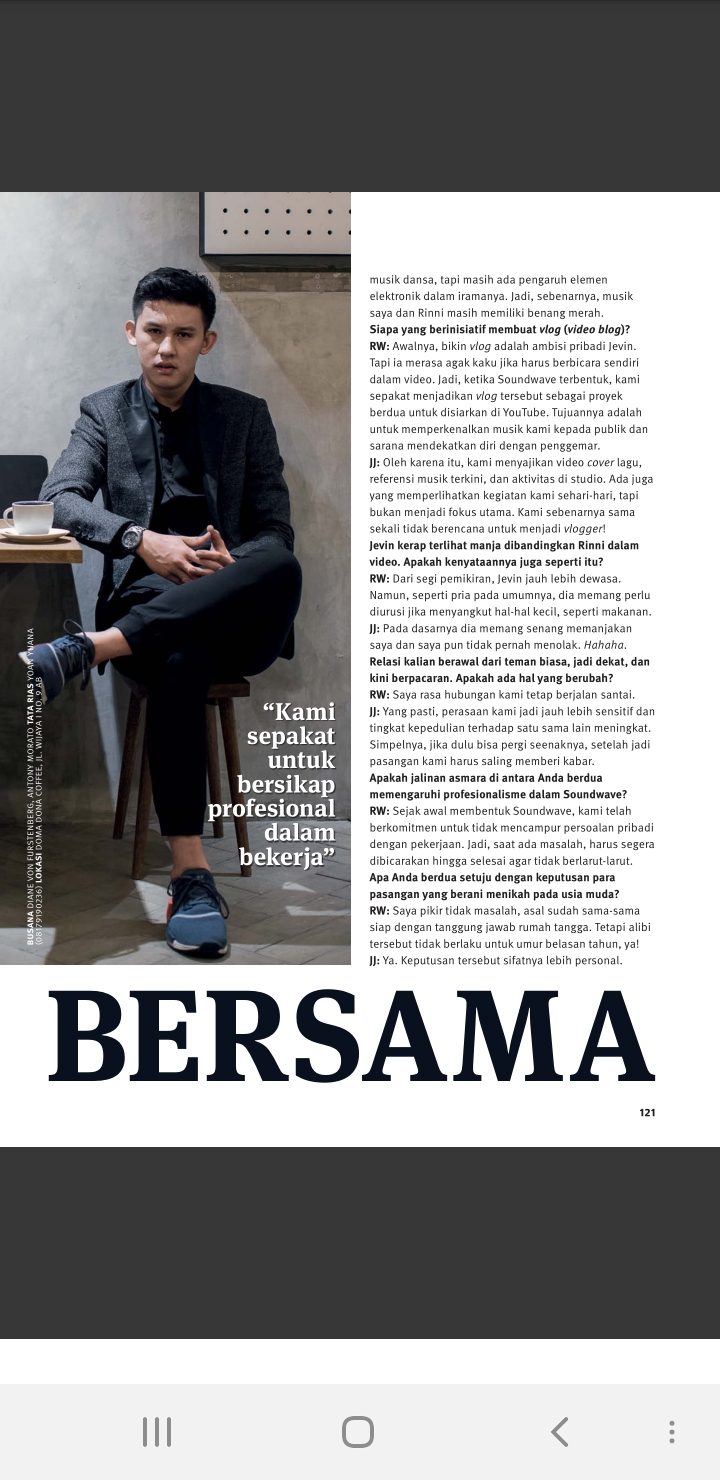 musik dansa, tapi masih ada pengaruh elemen
elektronik dalam iramanya. Jadi, sebenarnya, musik
saya dan Rinni masih memiliki benang merah.
Siapa yang berinisiatif membuat vlog (video blog)?
RW: Awalnya, bikin vlog adalah ambisi pribadi Jevin.
Tapi ia merasa agak kaku jika harus berbicara sendiri
dalam video. Jadi, ketika Soundwave terbentuk, kami
sepakat menjadikan vlog tersebut sebagai proyek
berdua untuk disiarkan di YouTube. Tujuannya adalah
untuk memperkenalkan musik kami kepada publik dan
sarana mendekatkan diri dengan penggemar.
JJ: Oleh karena itu, kami menyajikan video cover lagu,
referensi musik terkini, dan aktivitas di studio. Ada juga
yang memperlihatkan kegiatan kami sehari-hari, tapi
bukan menjadi fokus utama. Kami sebenarnya sama
sekali tidak berencana untuk menjadi vlogger!
Jevin kerap terlihat manja dibandingkan Rinni dalam
video. Apakah kenyataannya juga seperti itu?
RW: Dari segi pemikiran, Jevin jauh lebih dewasa.
Namun, seperti pria pada umumnya, dia memang perlu
diurusi jika menyangkut hal-hal kecil, seperti makanan.
JJ: Pada dasarnya dia memang senang memanjakan
saya dan saya pun tidak pernah menolak. Hahaha.
Relasi kalian berawal dari teman biasa, jadi dekat, dan
kini berpacaran. Apakah ada hal yang berubah?
RW: Saya rasa hubungan kami tetap berjalan santai.
JJ: Yang pasti, perasaan kami jadi jauh lebih sensitif dan
tingkat kepedulian terhadap satu sama lain meningkat.
Simpelnya, jika dulu bisa pergi seenaknya, setelah jadi
pasangan kami harus saling memberi kabar.
Apakah jalinan asmara di antara Anda berdua
memengaruhi profesionalisme dalam Soundwave?
RW: Sejak awal membentuk Soundwave, kami telah
berkomitmen untuk tidak mencampur persoalan pribadi
dengan pekerjaan. Jadi, saat ada masalah, harus segera
dibicarakan hingga selesai agar tidak berlarut-larut.
Apa Anda berdua setuju dengan keputusan para
pasangan yang berani menikah pada usia muda?
RW: Saya pikir tidak masalah, asal sudah sama-sama
siap dengan tanggung jawab rumah tangga. Tetapi alibi
tersebut tidak berlaku untuk umur belasan tahun, ya!
JJ: Ya. Keputusan tersebut sifatnya lebih personal.
“Kami
sepakat
untuk
bersikap
profesional
dalam
bekerja”
BUSANA DIANE VON FURSTENBERG, ANTONY MORATO TATA RIAS YOAN YUANA
(08179190236) LOKASI DOMA DONA COFFEE, JL. WIJAYA I NO. 9 AB
BERSAMA
121